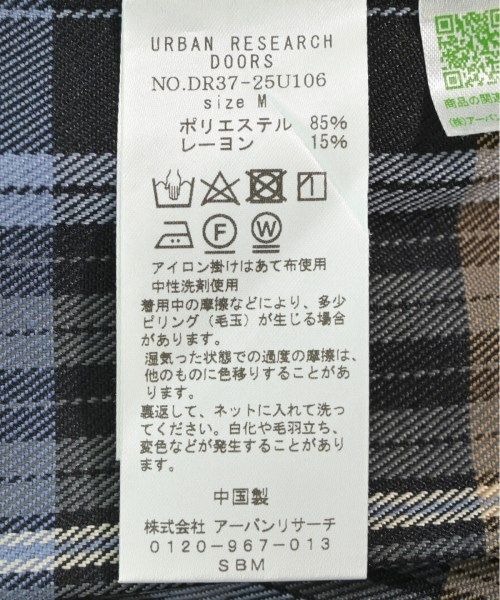 URBAN RESEARCH
DOORS
NO.DR37-25U106
size M
ポリエステル 85%
レーヨン 15%
F W
アイロン掛けはあて布使用
中性洗剤使用
着用中の摩擦などにより、多少
ピリング（毛玉）が生じる場合
があります。
湿気った状態での過度の摩擦は、
他のものに色移りすることがあ
ります。
裏返して、ネットに入れて洗っ
てください。白化や毛羽立ち、
変色などが発生することがあり
ます。
中国製
株式会社 アーバンリサーチ
0120-967-013
SBM
商品の関
(株)アーバ